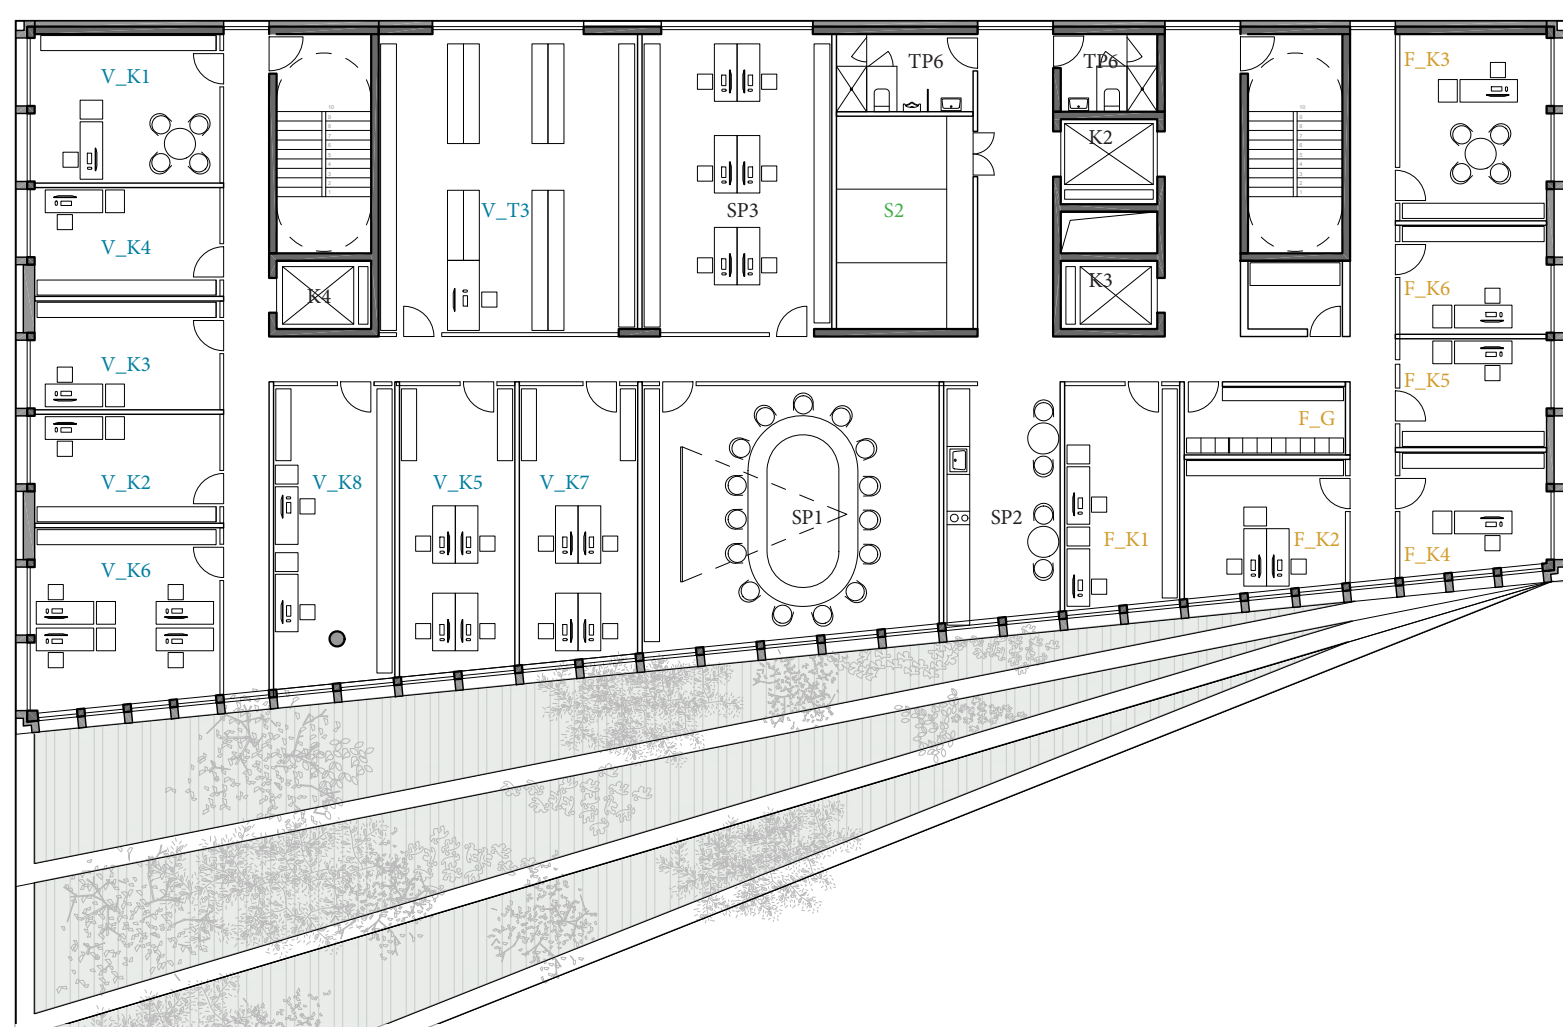 V_K1
TP6
TP6
F_K3
K2
V_T3
SP3
S2
V_K4
K4
K3
F_K6
V_K3
F_K5
F_G
V_K2
V_K8
V_K5
V_K7
SP1
SP2
F_K1
F_K2
F_K4
V_K6